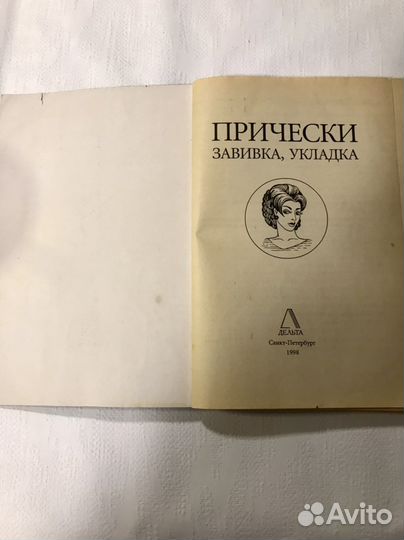 ПРИЧЕСКИ
ЗАВИВКА, УКЛАДКА
ДЕЛЬТА
Санкт-Петербург
1998
Avito